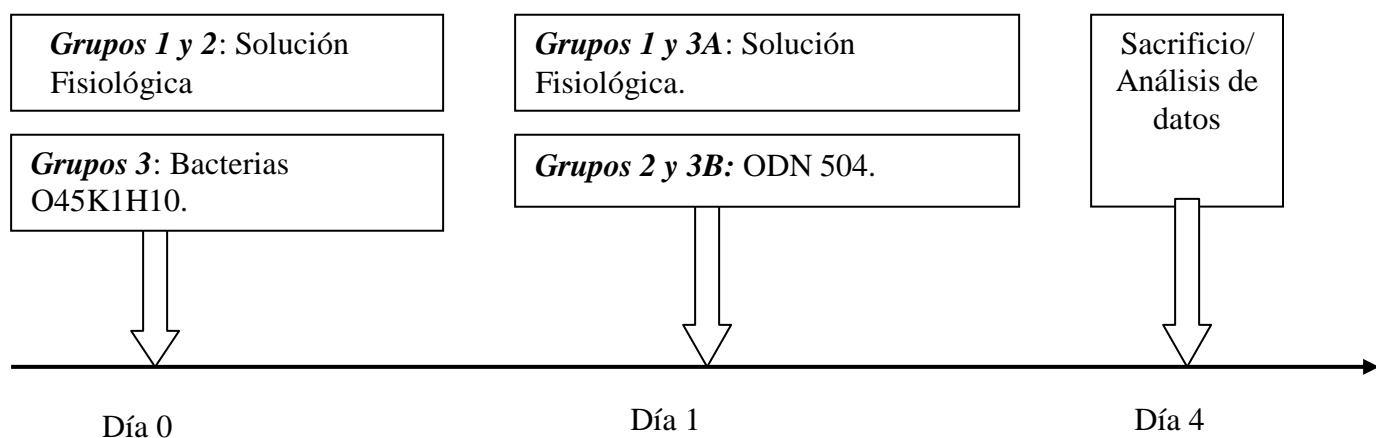 Grupos 1 y 2: Solución
Fisiológica
Grupos 3: Bacterias
O45K1H10.
Grupos 1 y 3A: Solución
Fisiológica.
Grupos 2 y 3B: ODN 504.
Sacrificio/
Análisis de
datos
Día 0
Día 1
Día 4